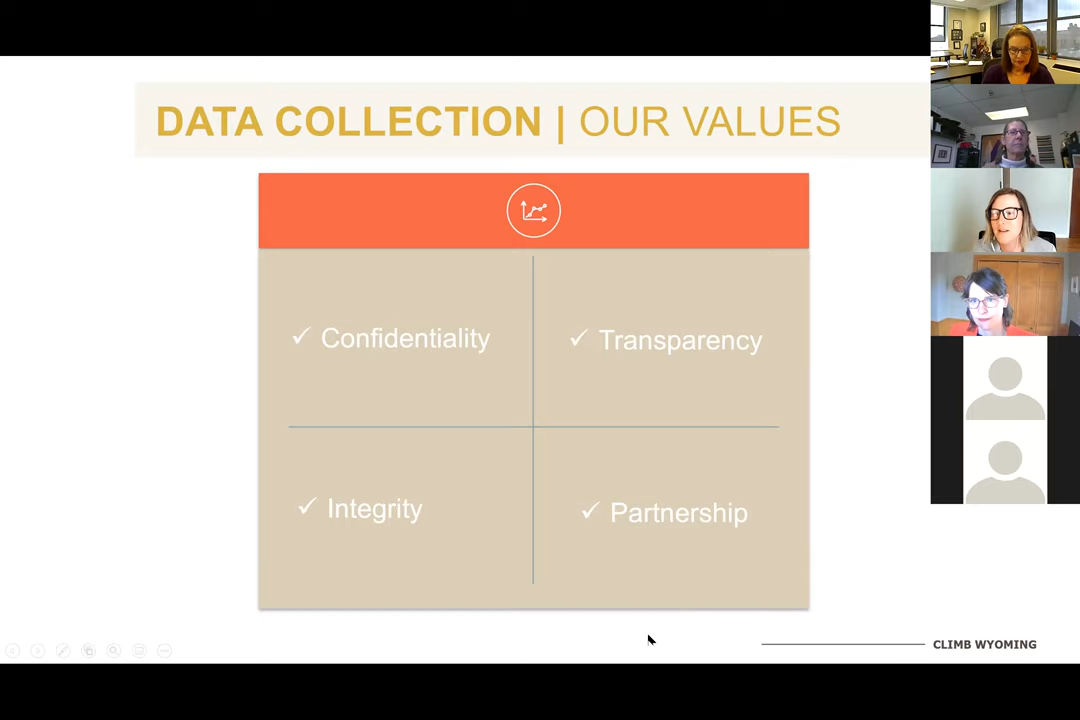 DATA COLLECTION | OUR VALUES
✓ Confidentiality
✓ Transparency
✓ Integrity
✓ Partnership
CLIMB WYOMING